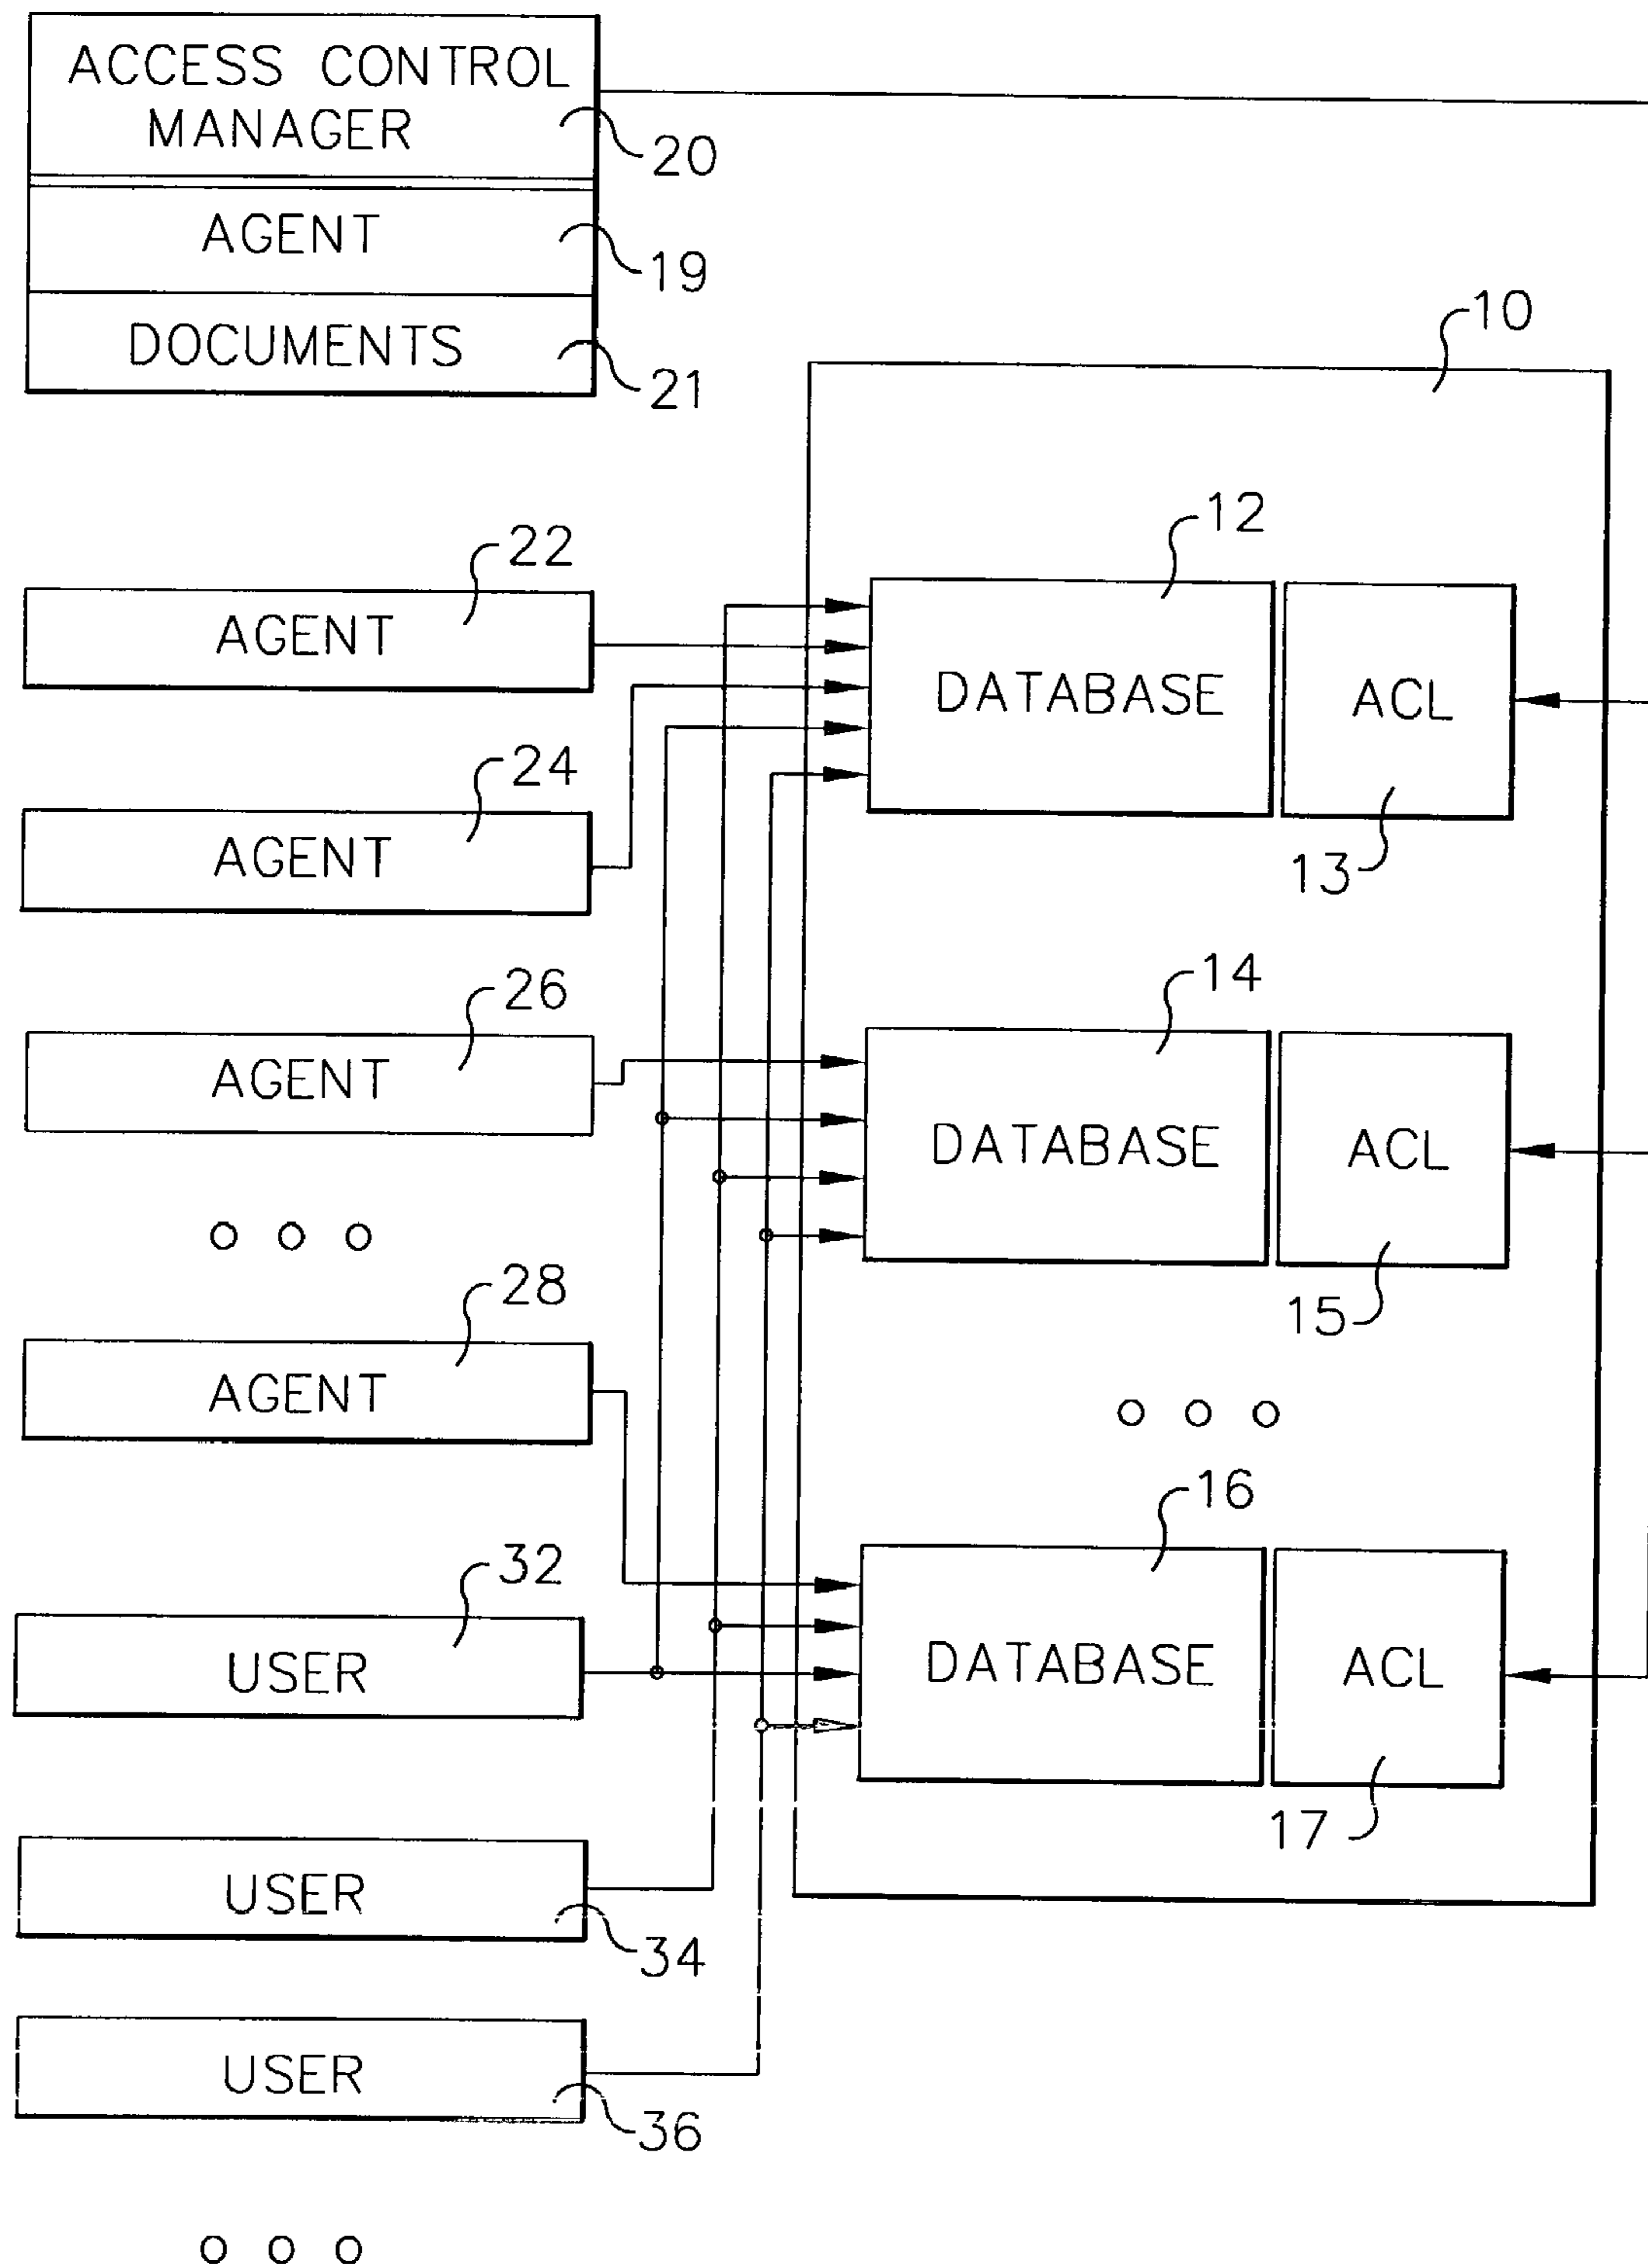 ACCESS CONTROL
MANAGER
20
AGENT
19
DOCUMENTS
21
10
22
AGENT
12
DATABASE
ACL
13
24
AGENT
26
AGENT
14
DATABASE
ACL
15
28
AGENT
16
DATABASE
ACL
17
32
USER
USER
34
USER
36